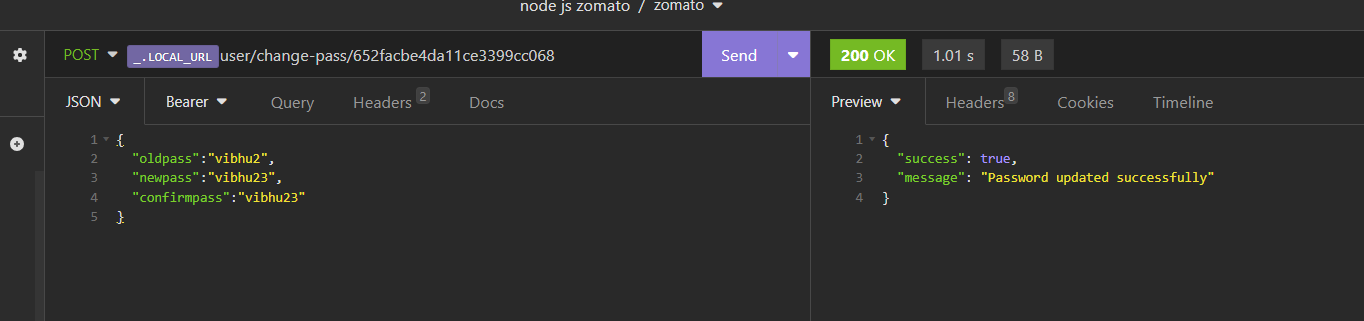 node js zomato / zomato
POST _.LOCAL_URL user/change-pass/652facbe4da11ce3399cc068 Send 200 OK 1.01 s 58 B
JSON Bearer Query Headers 2 Docs
1 {
2 "oldpass":"vibhu2",
3 "newpass":"vibhu23",
4 "confirmpass":"vibhu23"
5 }
Preview Headers 8 Cookies Timeline
1 {
2 "success": true,
3 "message": "Password updated successfully"
4 }